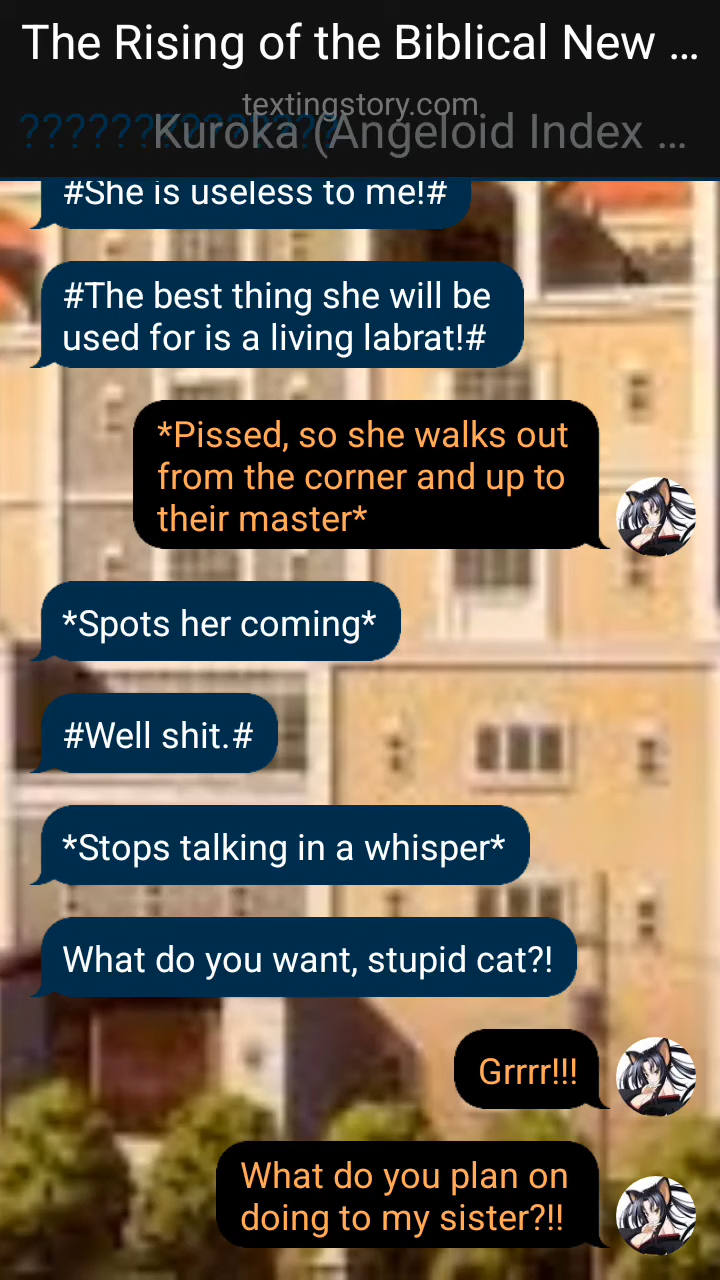 The Rising of the Biblical New ...
textingstory.com
?????????????? Kuroka (Angeloid Index ...
#She is useless to me!#
#The best thing she will be
used for is a living labrat!#
*Pissed, so she walks out
from the corner and up to
their master*
*Spots her coming*
#Well shit.#
*Stops talking in a whisper*
What do you want, stupid cat?!
Grrrr!!!
What do you plan on
doing to my sister?!!